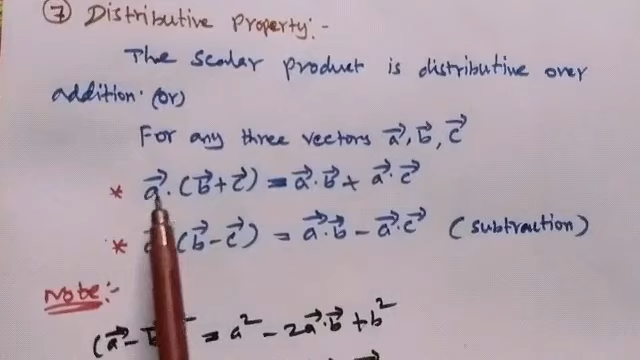 ⑦ Distributive Property:-
The scalar product is distributive over
addition. (or)
For any three vectors a⃗, b⃗, c⃗
* a⃗·(b⃗+c⃗) = a⃗·b⃗ + a⃗·c⃗
* (b⃗-c⃗) = a⃗·b⃗ - a⃗·c⃗ (subtraction)
Note:-
(a⃗- = a² - 2a⃗·b⃗ + b²